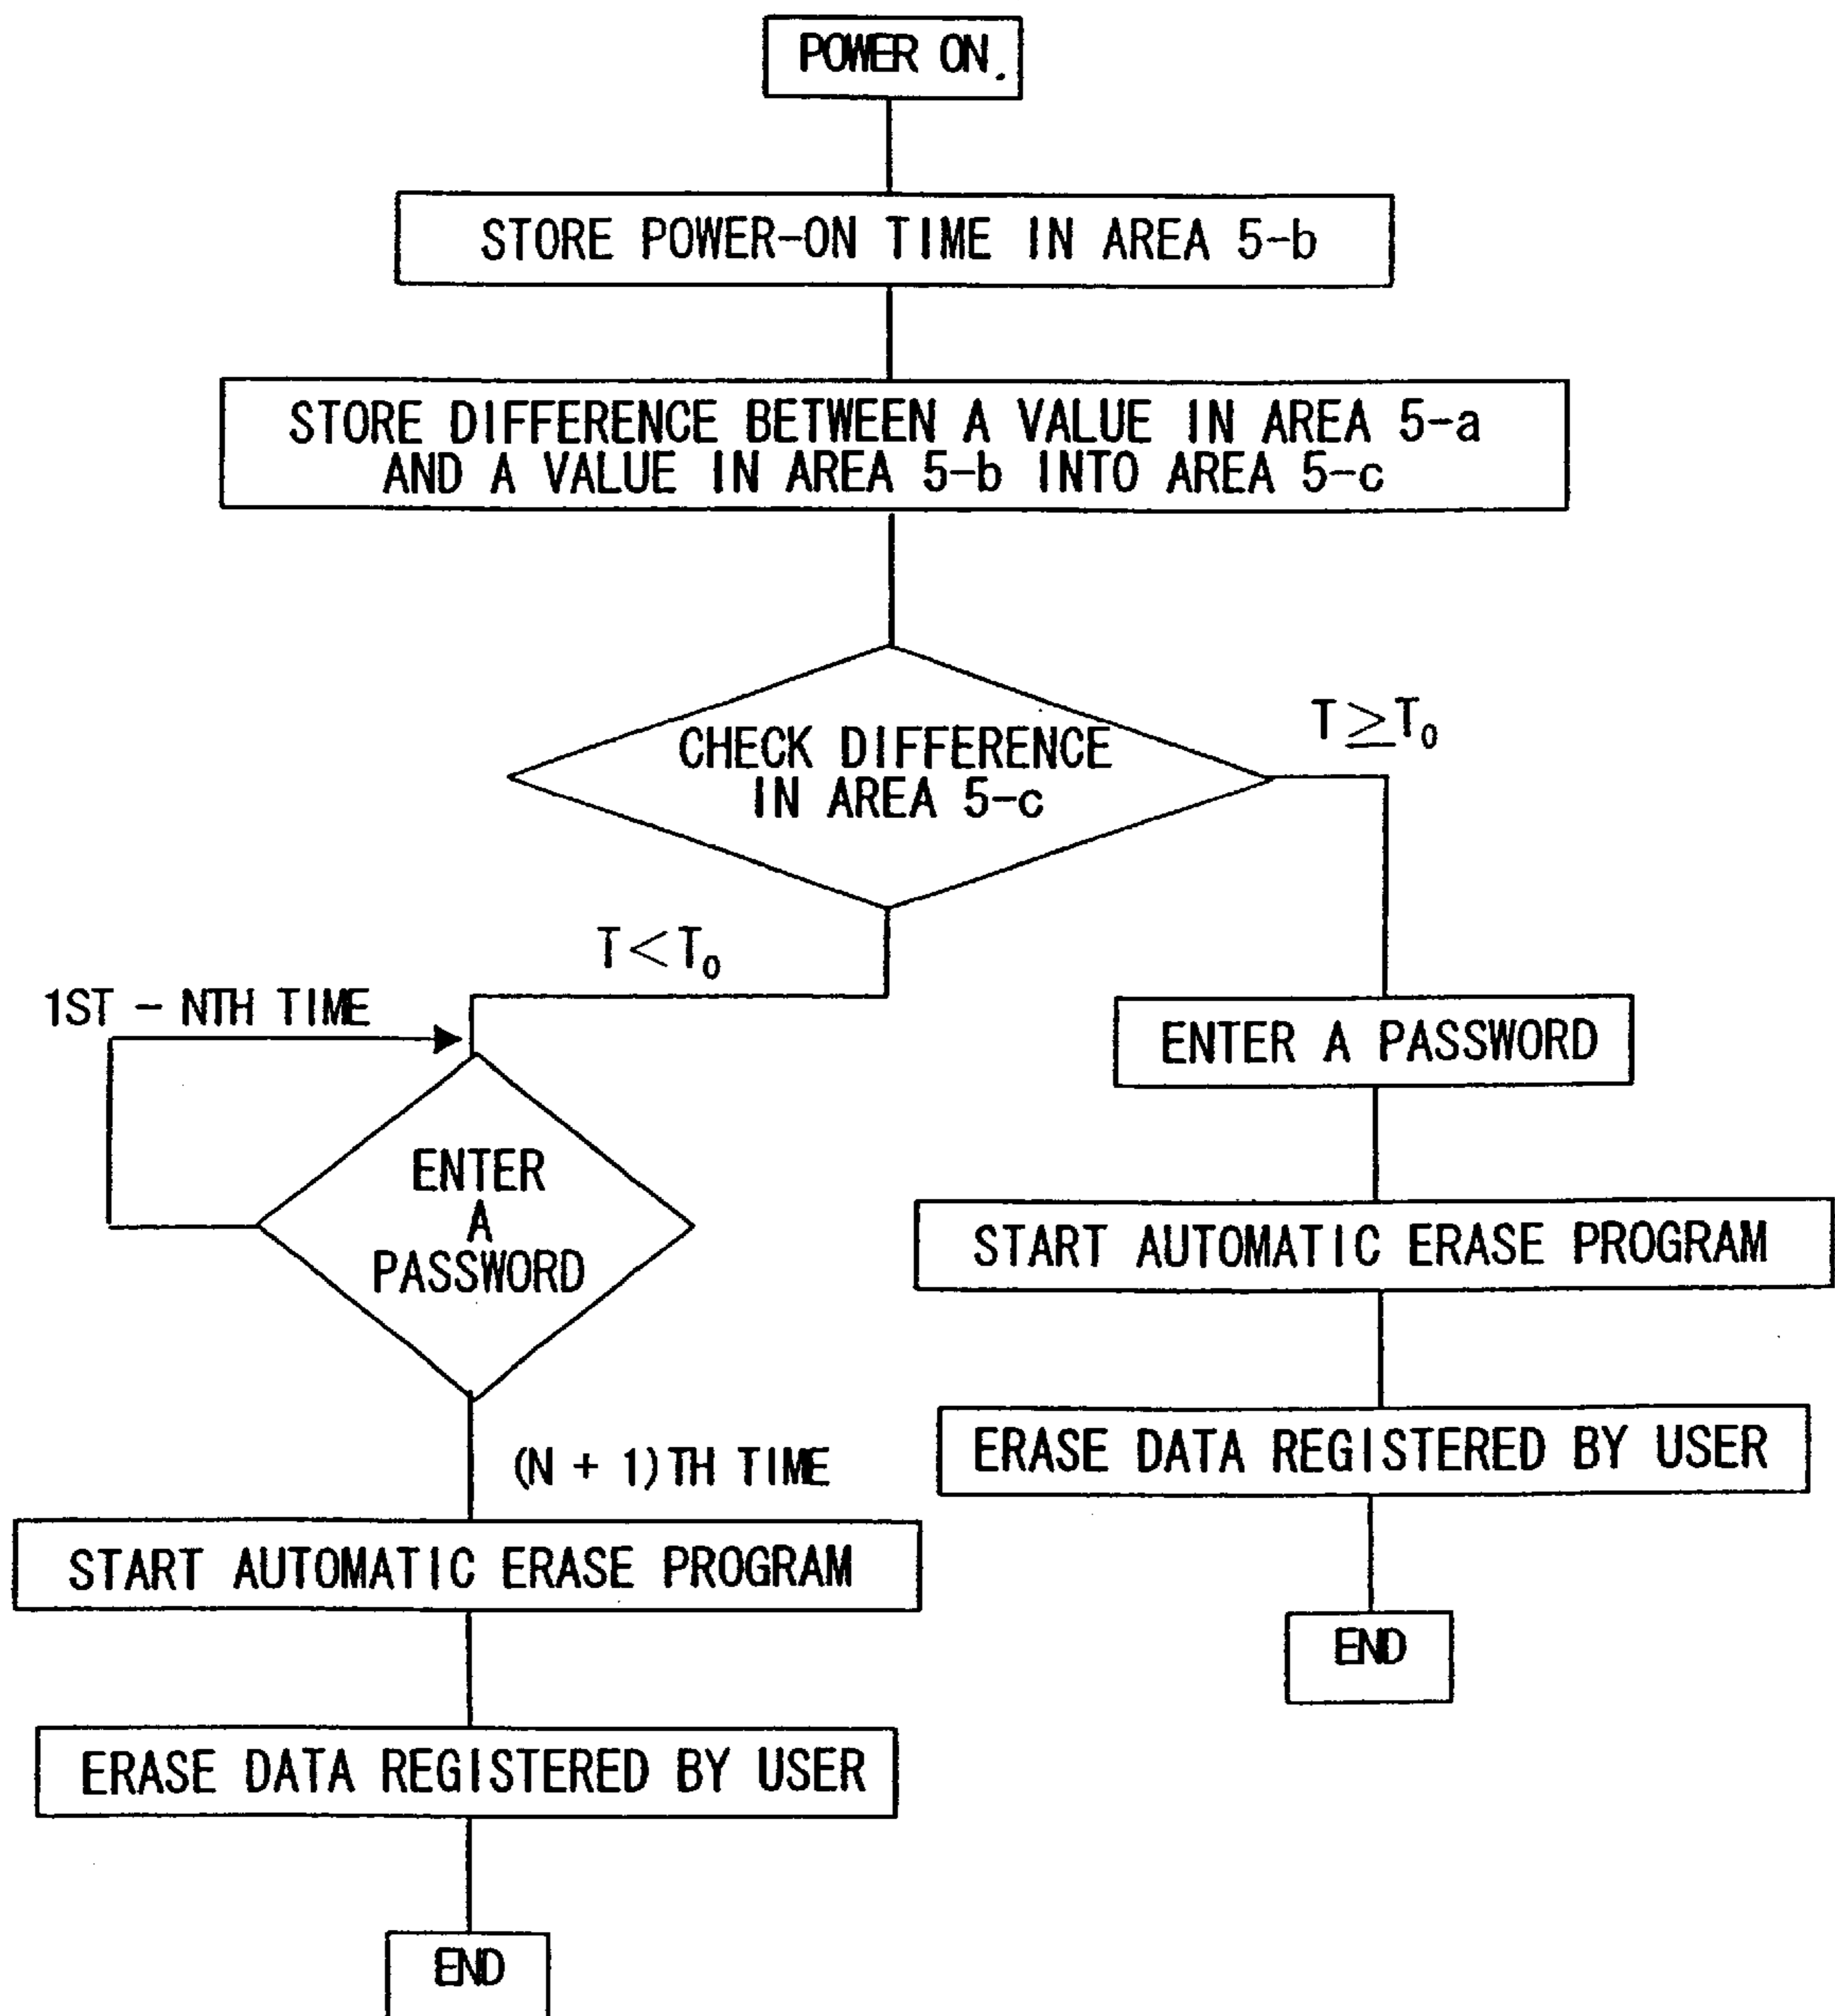 POWER ON.
STORE POWER-ON TIME IN AREA 5-b
STORE DIFFERENCE BETWEEN A VALUE IN AREA 5-a
AND A VALUE IN AREA 5-b INTO AREA 5-c
CHECK DIFFERENCE
IN AREA 5-c
T≧T₀
T<T₀
1ST - NTH TIME
ENTER A PASSWORD
ENTER
A
PASSWORD
START AUTOMATIC ERASE PROGRAM
ERASE DATA REGISTERED BY USER
(N + 1)TH TIME
START AUTOMATIC ERASE PROGRAM
END
ERASE DATA REGISTERED BY USER
END